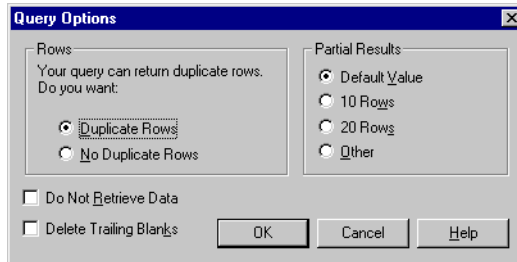 Query Options
Rows
Your query can return duplicate rows.
Do you want:
Duplicate Rows
No Duplicate Rows
Partial Results
Default Value
10 Rows
20 Rows
Other
Do Not Retrieve Data
Delete Trailing Blanks
OK
Cancel
Help